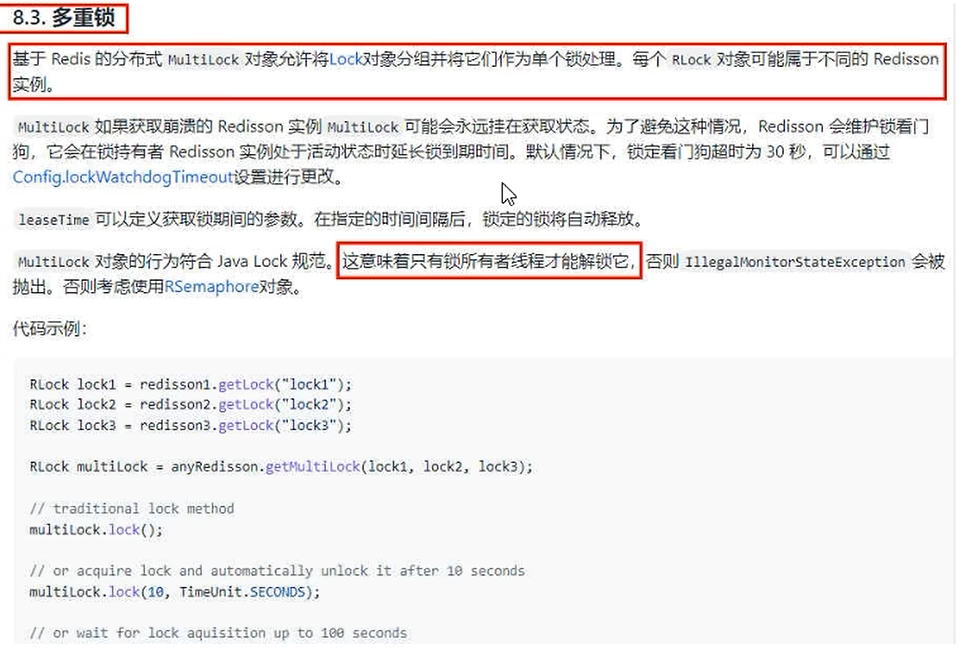 8.3. 多重锁
基于 Redis 的分布式 MultiLock 对象允许将Lock对象分组并将它们作为单个锁处理。每个 RLock 对象可能属于不同的 Redisson
实例。
MultiLock 如果获取崩溃的 Redisson 实例 MultiLock 可能会永远挂在获取状态。为了避免这种情况，Redisson 会维护锁看门
狗，它会在锁持有者 Redisson 实例处于活动状态时延长锁到期时间。默认情况下，锁定看门狗超时为 30 秒，可以通过
Config.lockWatchdogTimeout设置进行更改。
leaseTime 可以定义获取锁期间的参数。在指定的时间间隔后，锁定的锁将自动释放。
MultiLock 对象的行为符合 Java Lock 规范。这意味着只有锁所有者线程才能解锁它，否则 IllegalMonitorStateException 会被
抛出。否则考虑使用RSemaphore对象。
代码示例：
RLock lock1 = redisson1.getLock("lock1");
RLock lock2 = redisson2.getLock("lock2");
RLock lock3 = redisson3.getLock("lock3");
RLock multiLock = anyRedisson.getMultiLock(lock1, lock2, lock3);
// traditional lock method
multiLock.lock();
// or acquire lock and automatically unlock it after 10 seconds
multiLock.lock(10, TimeUnit.SECONDS);
// or wait for lock aquisition up to 100 seconds